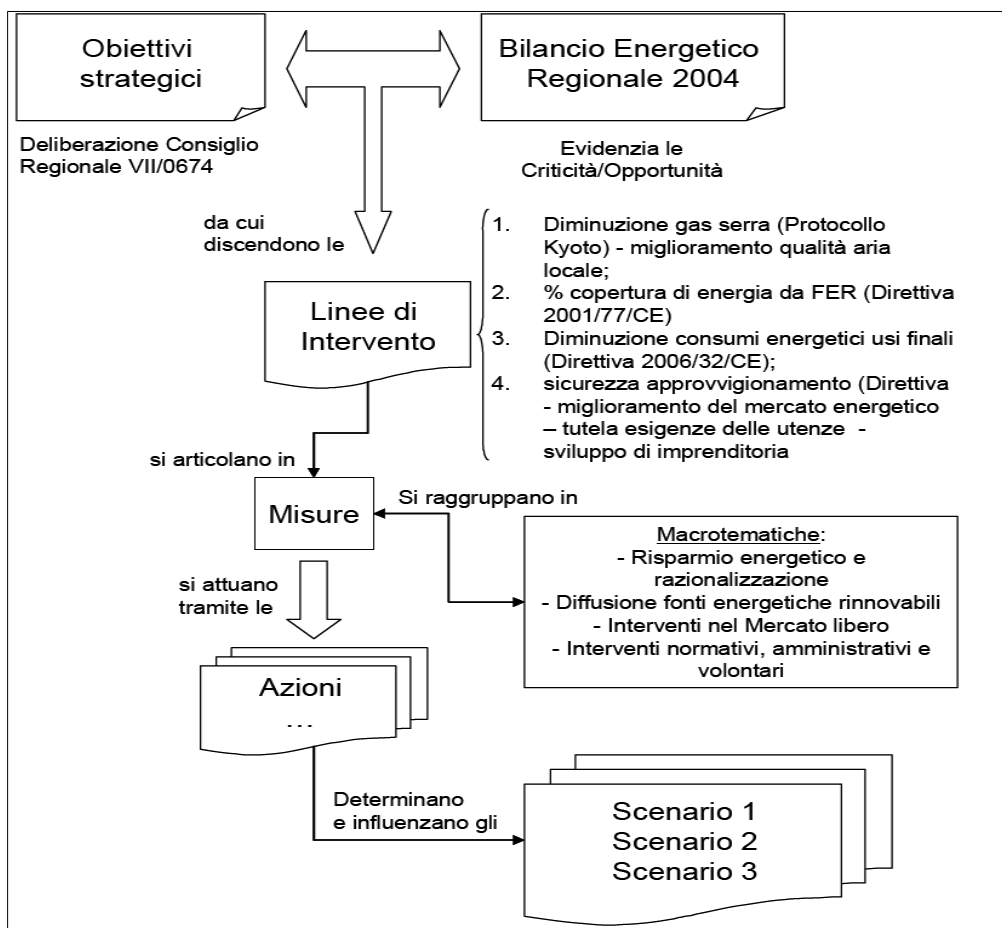 Obiettivi
strategici
Bilancio Energetico
Regionale 2004
Deliberazione Consiglio
Regionale VII/0674
Evidenzia le
Criticità/Opportunità
da cui
discendono le
Linee di
Intervento
1. Diminuzione gas serra (Protocollo
Kyoto) - miglioramento qualità aria
locale;
2. % copertura di energia da FER (Direttiva
2001/77/CE)
3. Diminuzione consumi energetici usi finali
(Direttiva 2006/32/CE);
4. sicurezza approvvigionamento (Direttiva
- miglioramento del mercato energetico
– tutela esigenze delle utenze -
sviluppo di imprenditoria
si articolano in
Misure
Si raggruppano in
Macrotematiche:
- Risparmio energetico e
razionalizzazione
- Diffusione fonti energetiche rinnovabili
- Interventi nel Mercato libero
- Interventi normativi, amministrativi e
volontari
si attuano
tramite le
Azioni
...
Determinano
e influenzano gli
Scenario 1
Scenario 2
Scenario 3